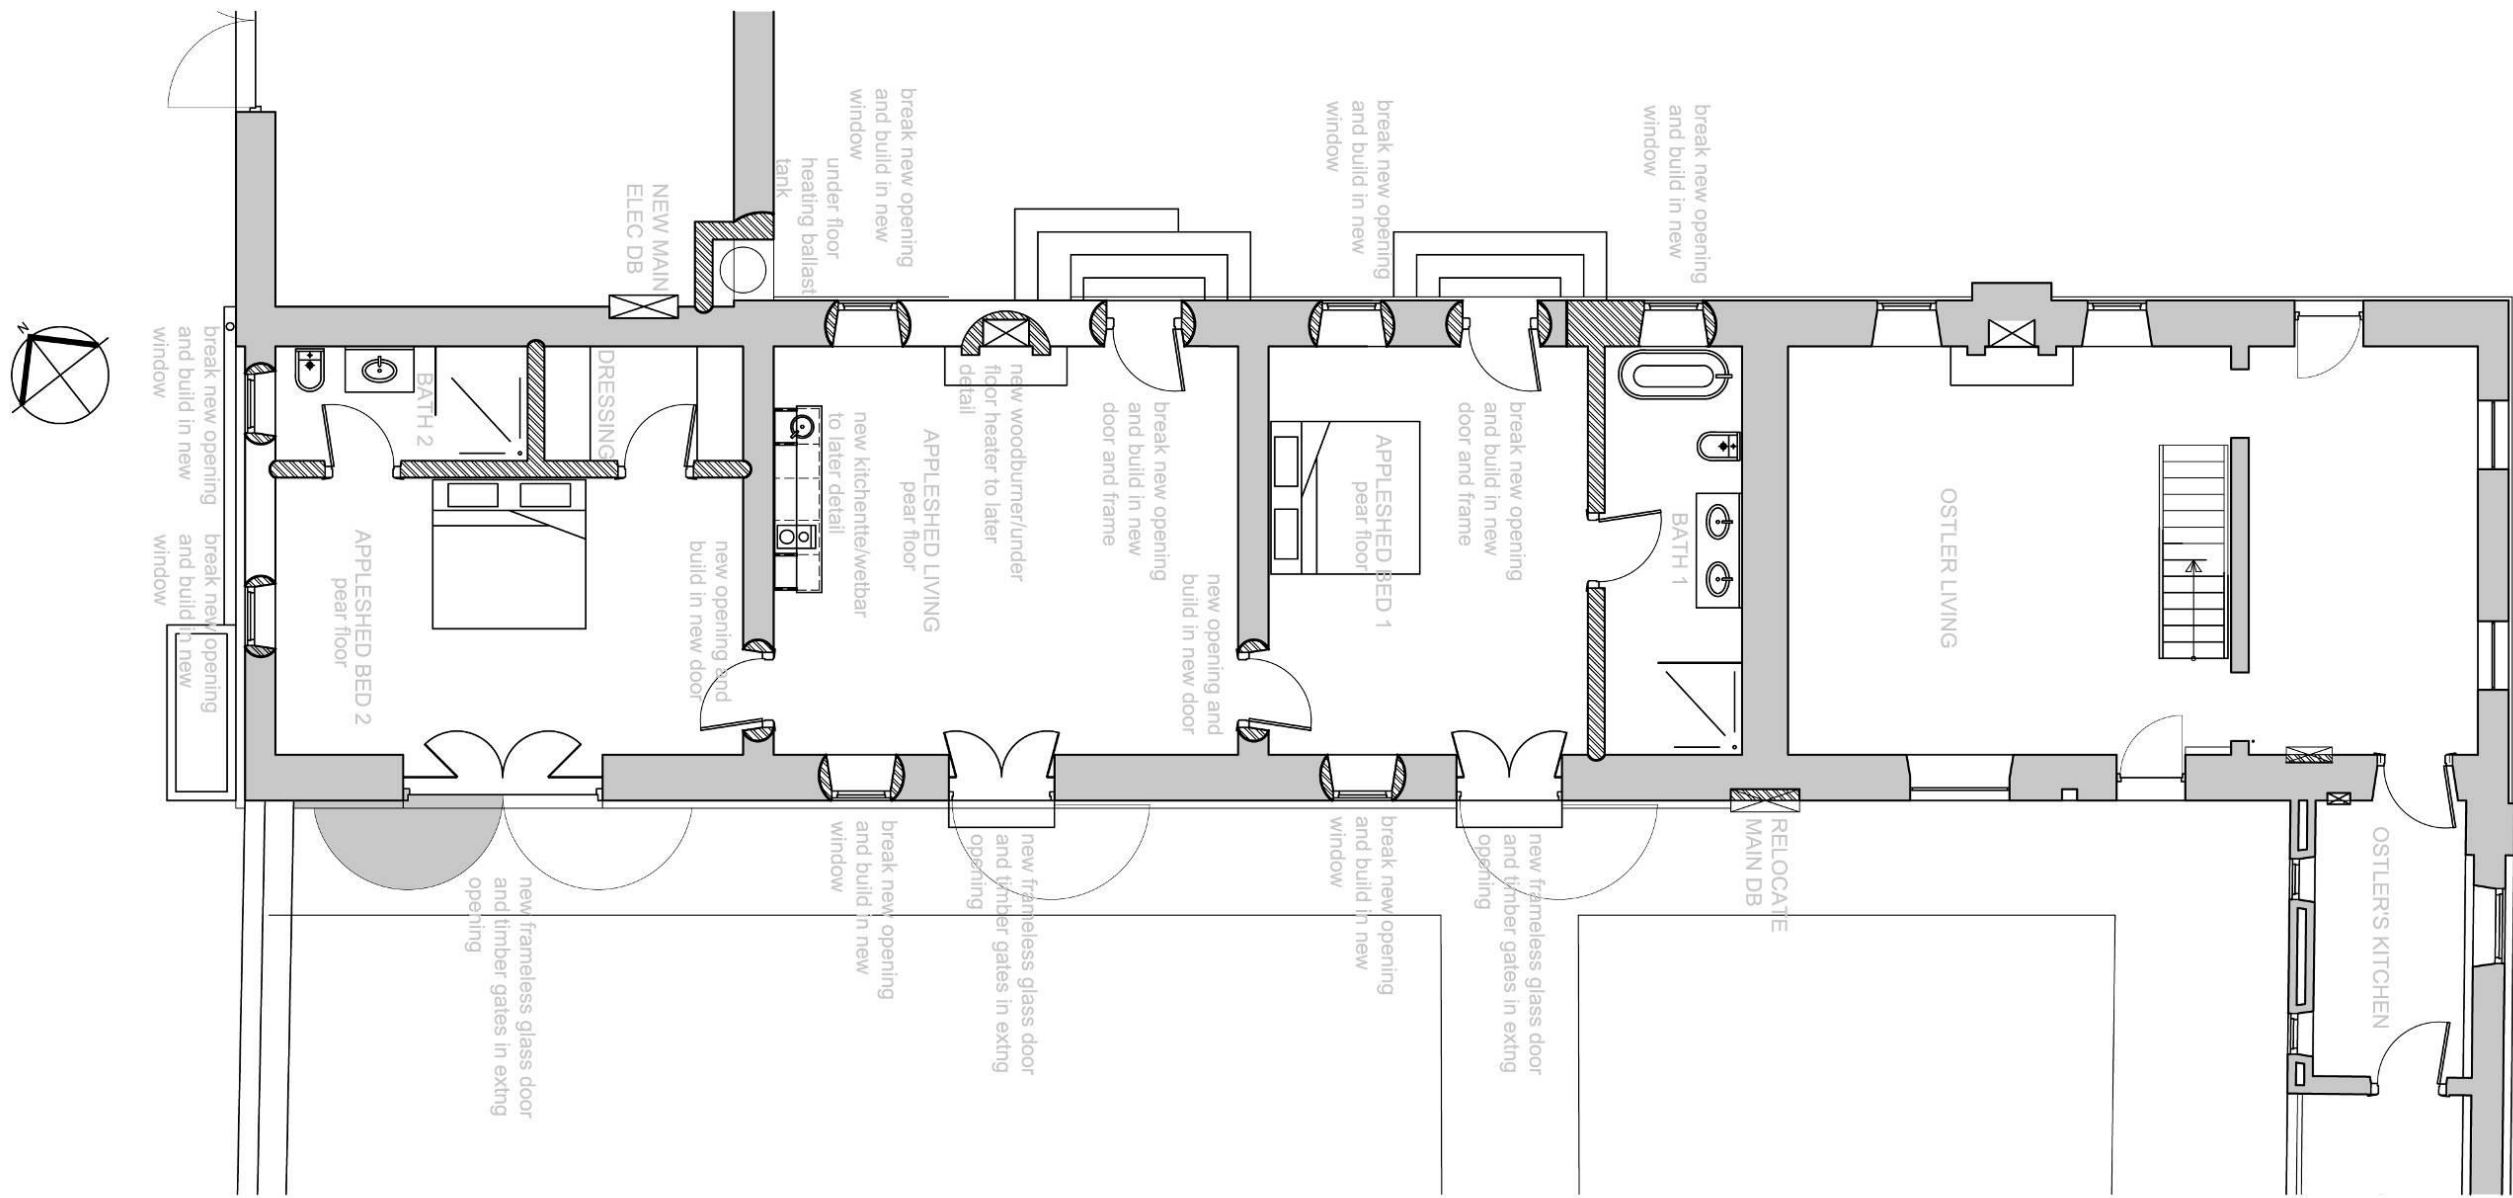 N
break new opening
and build in new
window
break new opening
and build in new
window
BATH 2
DRESSING
APPLESHED BED 2
pear floor
NEW MAIN
ELEC DB
under floor
heating ballast
tank
break new opening
and build in new
window
new opening and
build in new door
new kitchentte/wetbar
to later detail
APPLESHED LIVING
pear floor
new woodburner/under
floor heater to later
detail
break new opening
and build in new
door and frame
new opening and
build in new door
break new opening
and build in new
window
APPLESHED BED 1
pear floor
break new opening
and build in new
door and frame
break new opening
and build in new
window
BATH 1
OSTLER LIVING
OSTLER'S KITCHEN
RELOCATE
MAIN DB
new frameless glass door
and timber gates in extng
opening
break new opening
and build in new
window
new frameless glass door
and timber gates in extng
opening
break new opening
and build in new
window
new frameless glass door
and timber gates in extng
opening